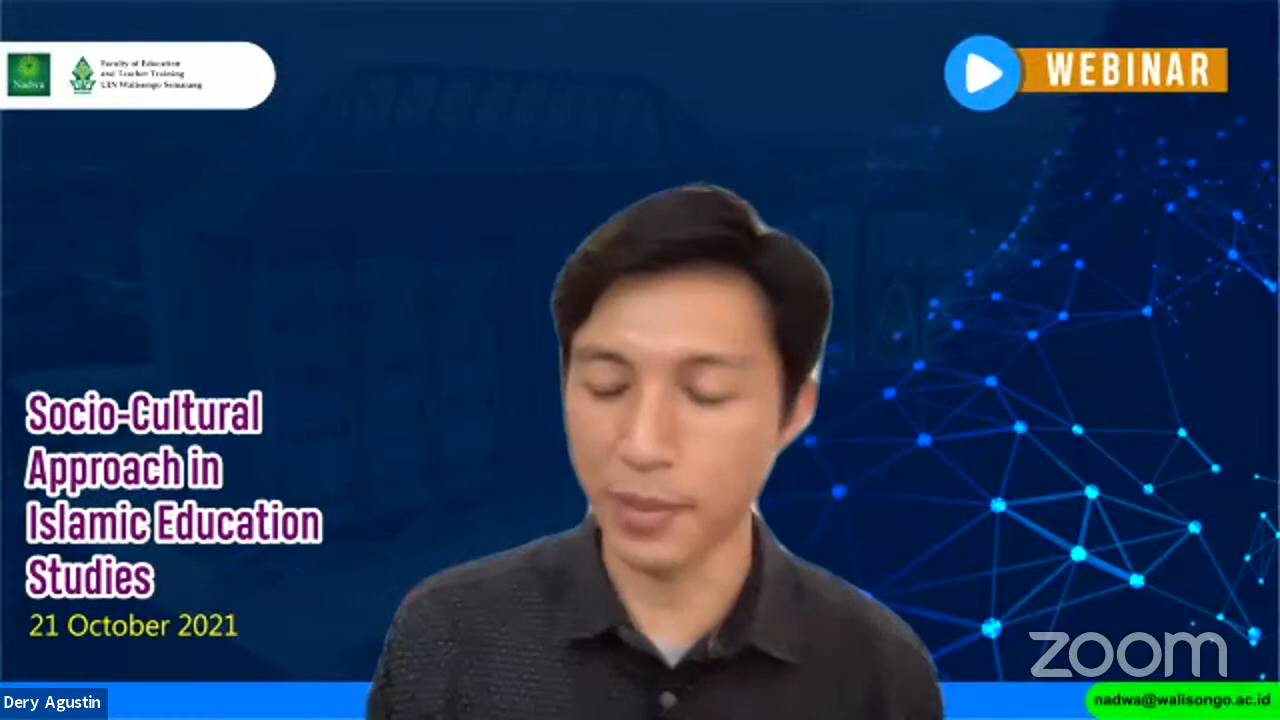 Nadwa
Faculty of Education
and Teacher Training
UIN Walisongo Semarang
WEBINAR
Socio-Cultural
Approach in
Islamic Education
Studies
21 October 2021
zoom
Dery Agustin
nadwa@walisongo.ac.id